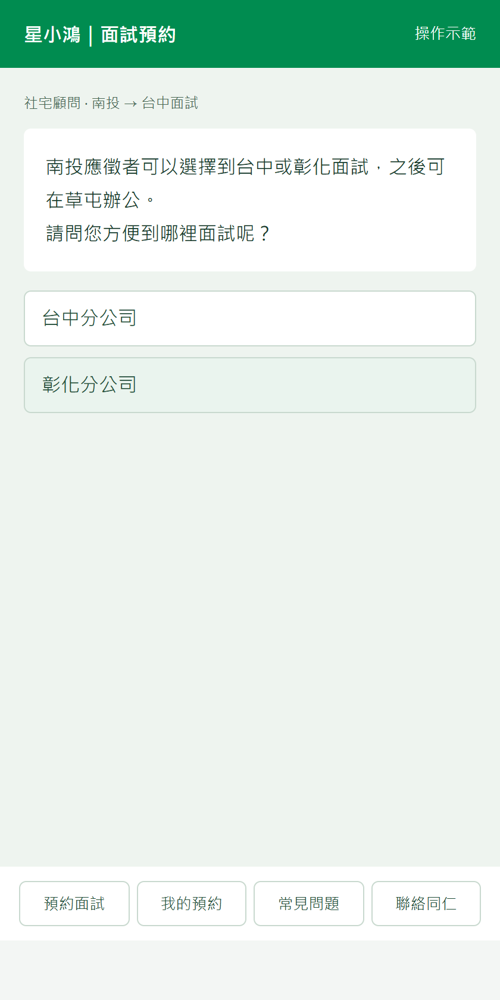 星小鴻｜面試預約
操作示範
社宅顧問 · 南投 → 台中面試
南投應徵者可以選擇到台中或彰化面試，之後可
在草屯辦公。
請問您方便到哪裡面試呢？
台中分公司
彰化分公司
預約面試
我的預約
常見問題
聯絡同仁